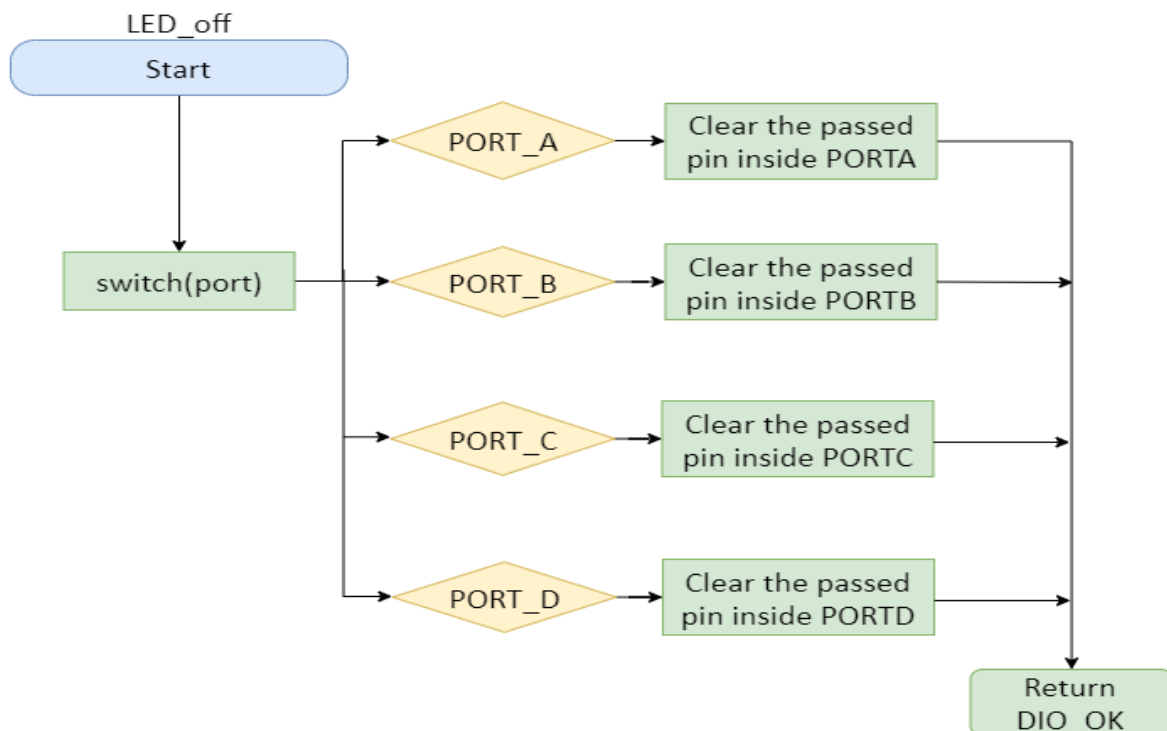 LED_off
Start
switch(port)
PORT_A
Clear the passed
pin inside PORTA
PORT_B
Clear the passed
pin inside PORTB
PORT_C
Clear the passed
pin inside PORTC
PORT_D
Clear the passed
pin inside PORTD
Return
DIO_OK